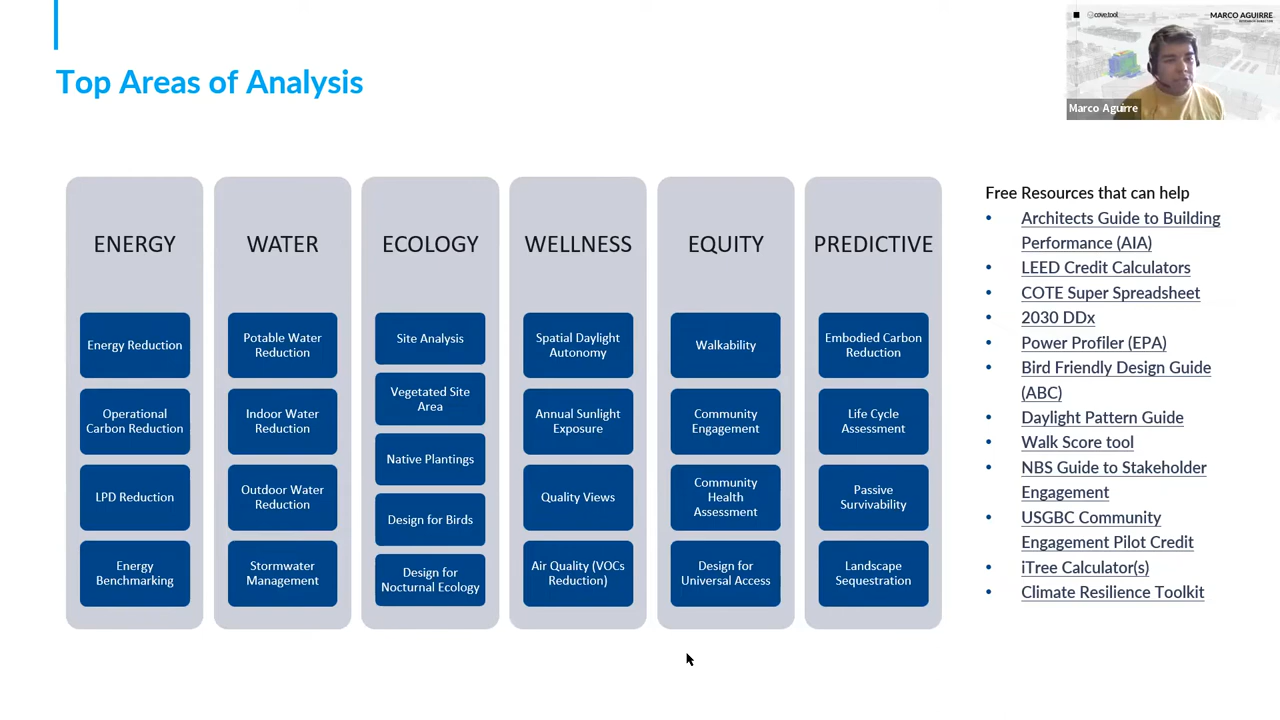 cove.tool
MARCO AGUIRRE
Marco Aguirre
Top Areas of Analysis
ENERGY
Energy Reduction
Operational
Carbon Reduction
LPD Reduction
Energy
Benchmarking
WATER
Potable Water
Reduction
Indoor Water
Reduction
Outdoor Water
Reduction
Stormwater
Management
ECOLOGY
Site Analysis
Vegetated Site
Area
Native Plantings
Design for Birds
Design for
Nocturnal Ecology
WELLNESS
Spatial Daylight
Autonomy
Annual Sunlight
Exposure
Quality Views
Air Quality (VOCs
Reduction)
EQUITY
Walkability
Community
Engagement
Community
Health
Assessment
Design for
Universal Access
PREDICTIVE
Embodied Carbon
Reduction
Life Cycle
Assessment
Passive
Survivability
Landscape
Sequestration
Free Resources that can help
• Architects Guide to Building
Performance (AIA)
• LEED Credit Calculators
• COTE Super Spreadsheet
• 2030 DDx
• Power Profiler (EPA)
• Bird Friendly Design Guide
(ABC)
• Daylight Pattern Guide
• Walk Score tool
• NBS Guide to Stakeholder
Engagement
• USGBC Community
Engagement Pilot Credit
• iTree Calculator(s)
• Climate Resilience Toolkit